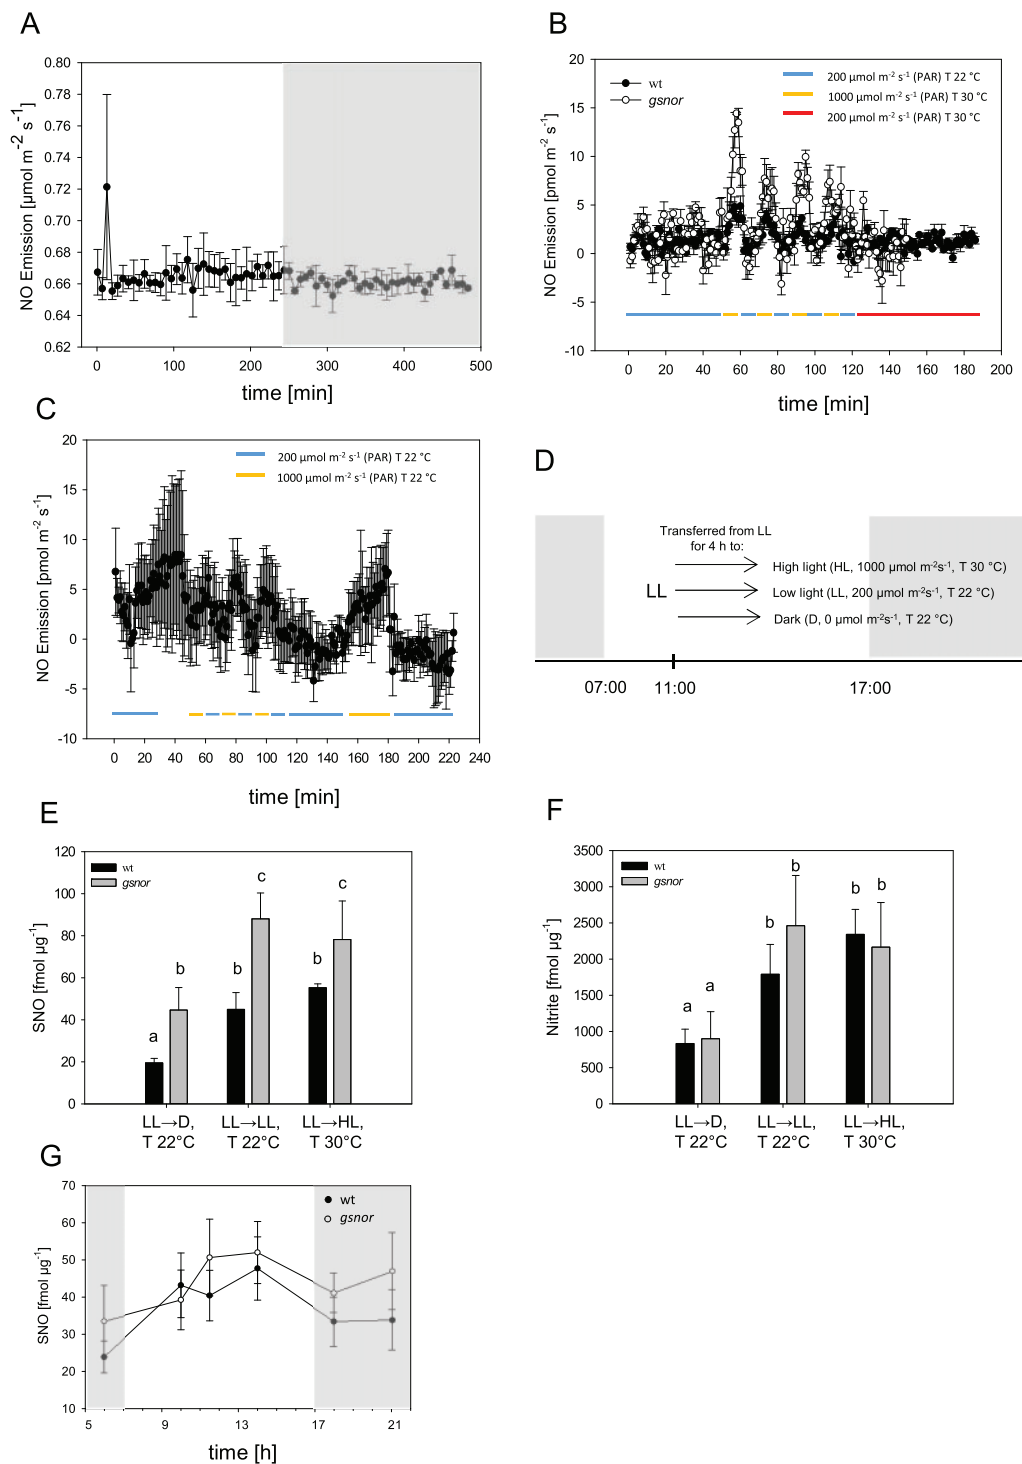 A
0.80
0.78
0.76
0.74
0.72
0.70
0.68
0.66
0.64
0.62
NO Emission [µmol m⁻² s⁻¹)
0 100 200 300 400 500
time [min]
B
20
15
10
5
0
-5
-10
NO Emission [pmol m⁻² s⁻¹)
wt
gsnor
200 µmol m⁻² s⁻¹ (PAR) T 22 °C
1000 µmol m⁻² s⁻¹ (PAR) T 30 °C
200 µmol m⁻² s⁻¹ (PAR) T 30 °C
0 20 40 60 80 100 120 140 160 180 200
time [min]
C
20
15
10
5
0
-5
-10
NO Emission [pmol m⁻² s⁻¹)
200 µmol m⁻² s⁻¹ (PAR) T 22 °C
1000 µmol m⁻² s⁻¹ (PAR) T 22 °C
0 20 40 60 80 100 120 140 160 180 200 220 240
time [min]
D
Transferred from LL
for 4 h to:
LL
High light (HL, 1000 µmol m⁻²s⁻¹, T 30 °C)
Low light (LL, 200 µmol m⁻²s⁻¹, T 22 °C)
Dark (D, 0 µmol m⁻²s⁻¹, T 22 °C)
07:00 11:00 17:00
E
120
100
80
60
40
20
0
SNO [fmol µg⁻¹]
wt
gsnor
a b b c b c
LL→D, LL→LL, LL→HL,
T 22°C T 22°C T 30°C
F
3500
3000
2500
2000
1500
1000
500
0
Nitrite [fmol µg⁻¹]
wt
gsnor
a a b b b b
LL→D, LL→LL, LL→HL,
T 22°C T 22°C T 30°C
G
70
60
50
40
30
20
10
SNO [fmol µg⁻¹]
wt
gsnor
5 9 13 17 21
time [h]